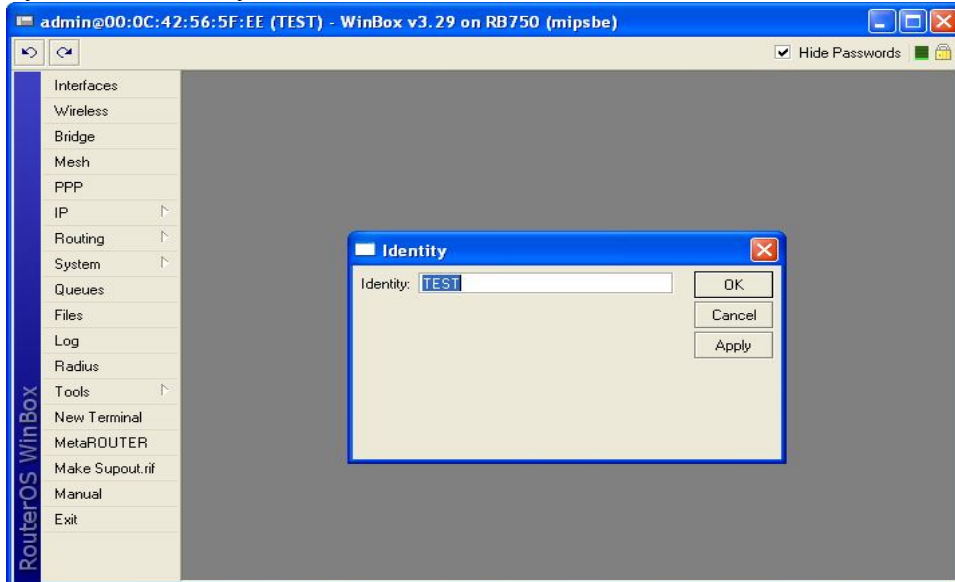 admin@00:0C:42:56:5F:EE (TEST) - WinBox v3.29 on RB750 (mipsbe)
Hide Passwords
Interfaces
Wireless
Bridge
Mesh
PPP
IP
Routing
System
Queues
Files
Log
Radius
Tools
New Terminal
MetaROUTER
Make Supout.rif
Manual
Exit
RouterOS WinBox
Identity
Identity: TEST
OK
Cancel
Apply